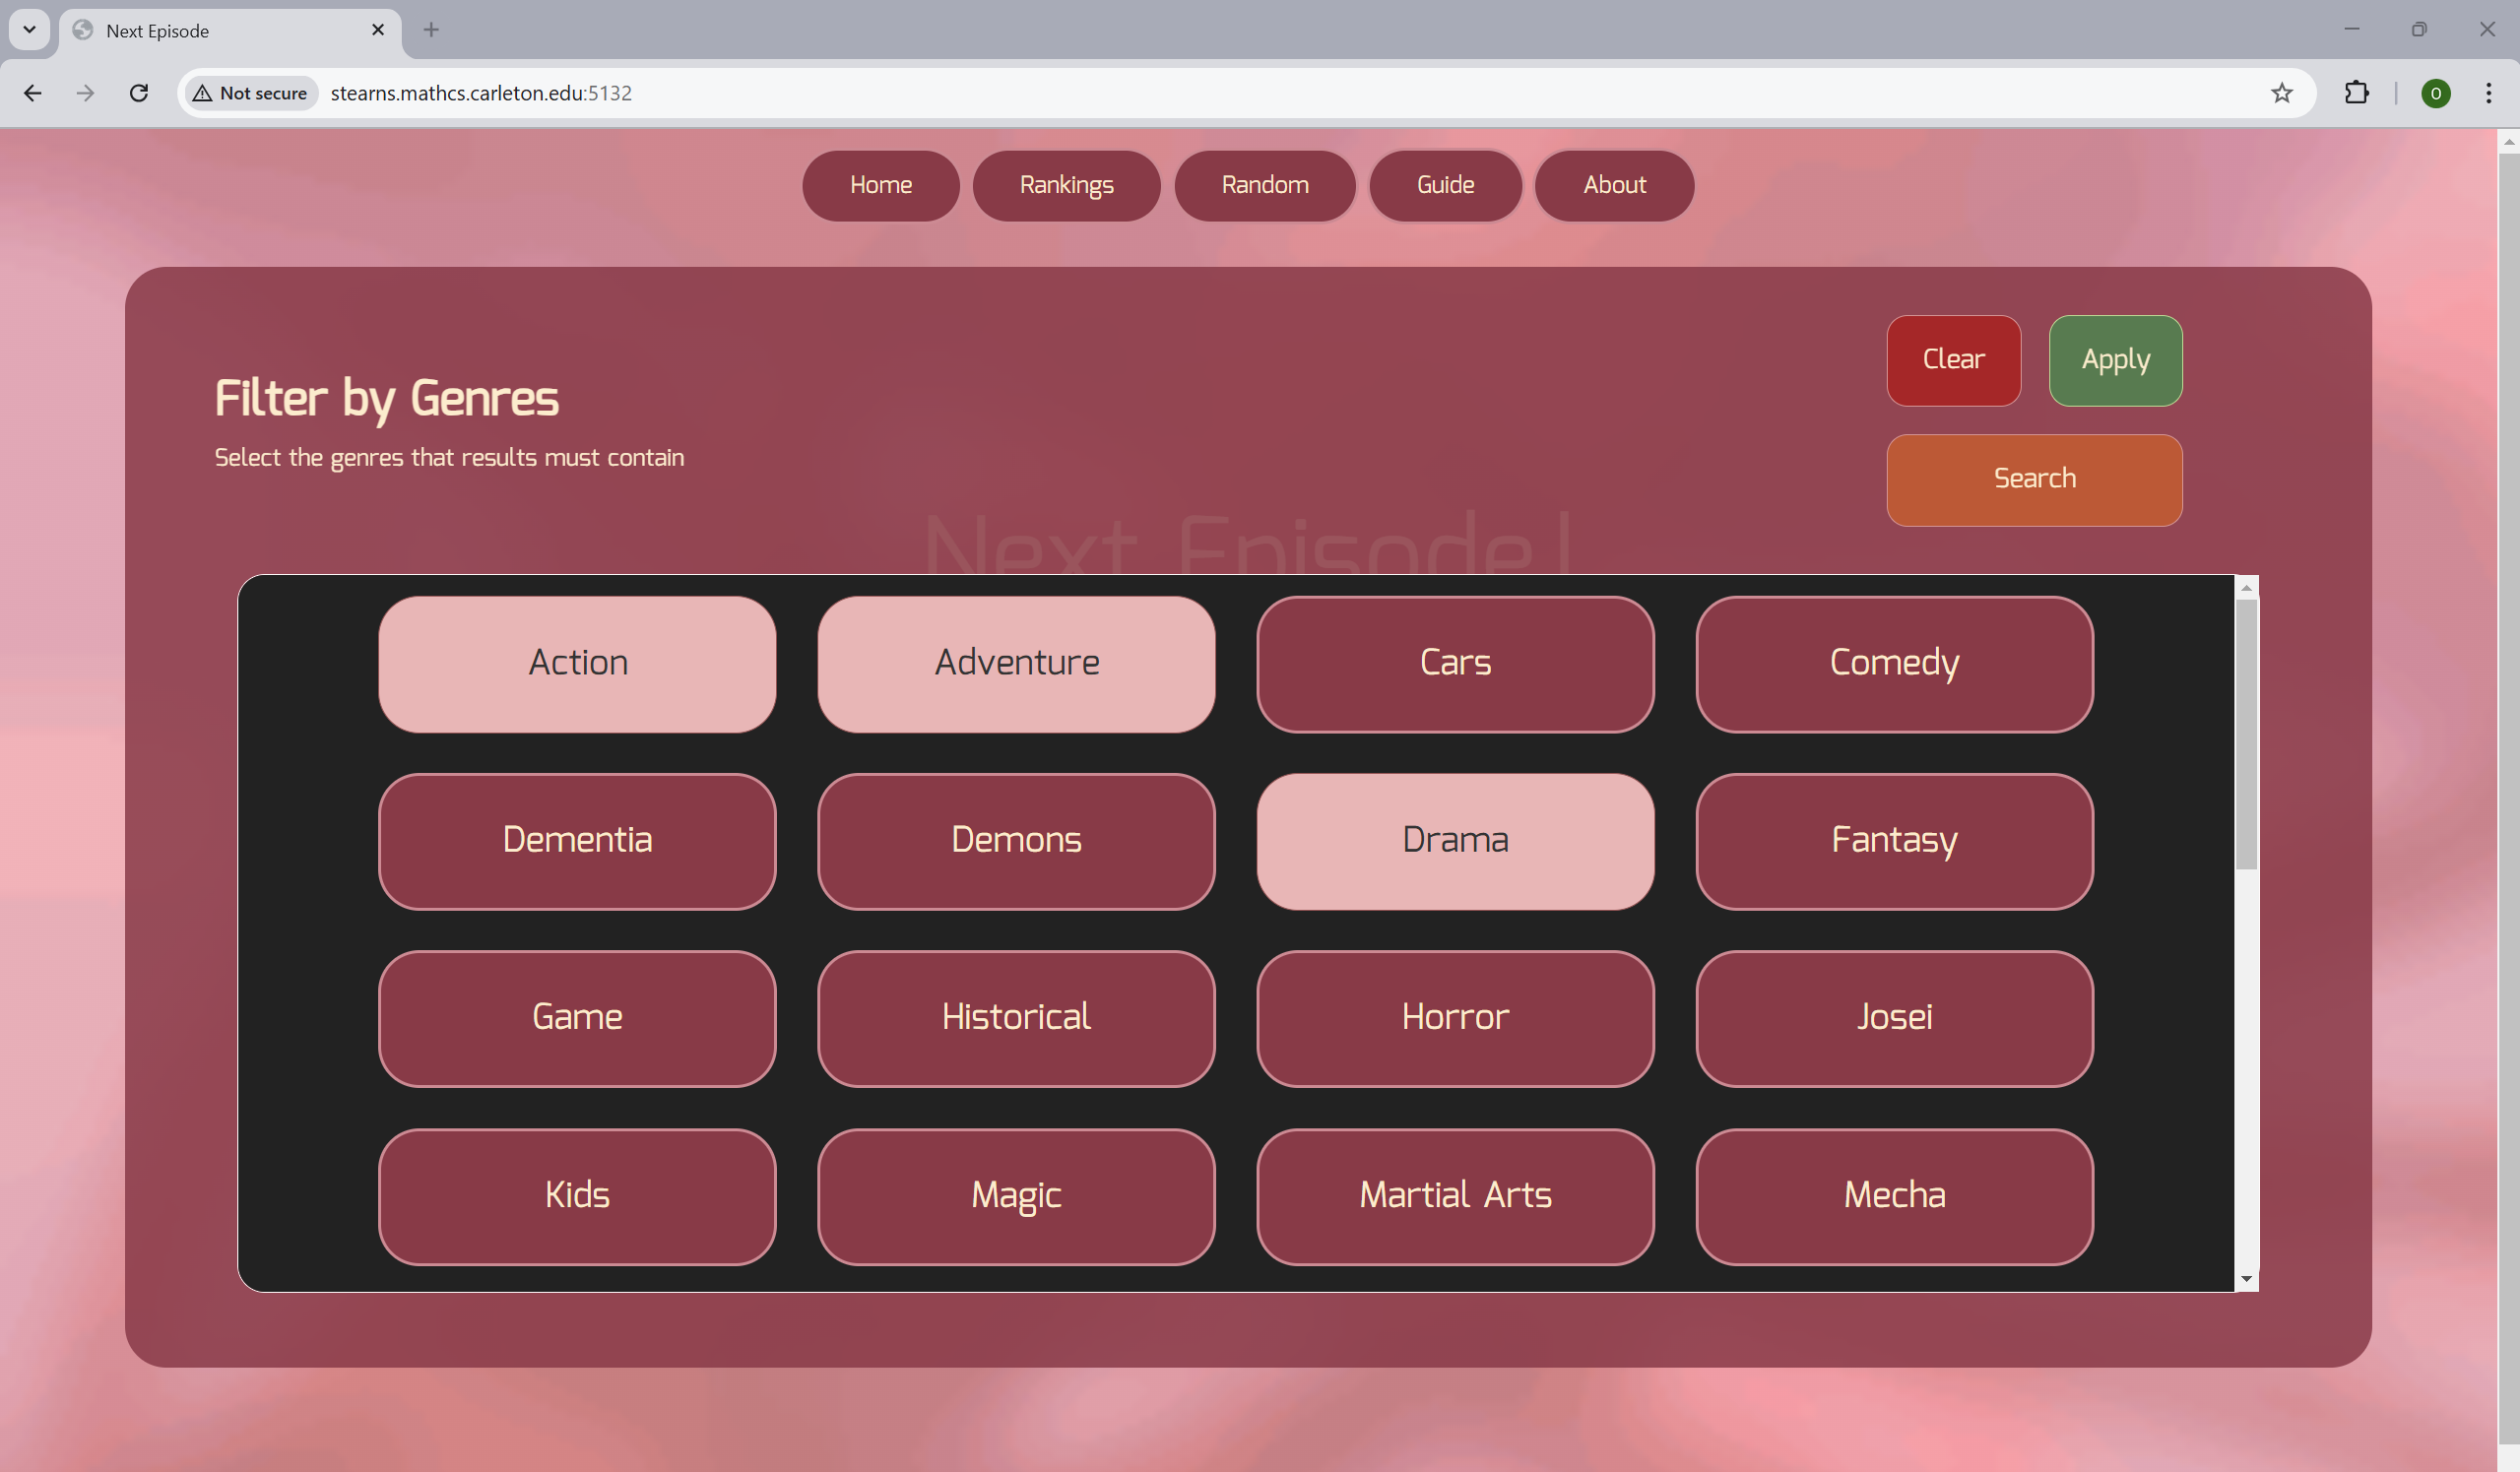 Next Episode
Not secure stearns.mathcs.carleton.edu:5132 O
Home Rankings Random Guide About
Clear Apply
Filter by Genres
Select the genres that results must contain
Search
Next Episode!
Action Adventure Cars Comedy
Dementia Demons Drama Fantasy
Game Historical Horror Josei
Kids Magic Martial Arts Mecha